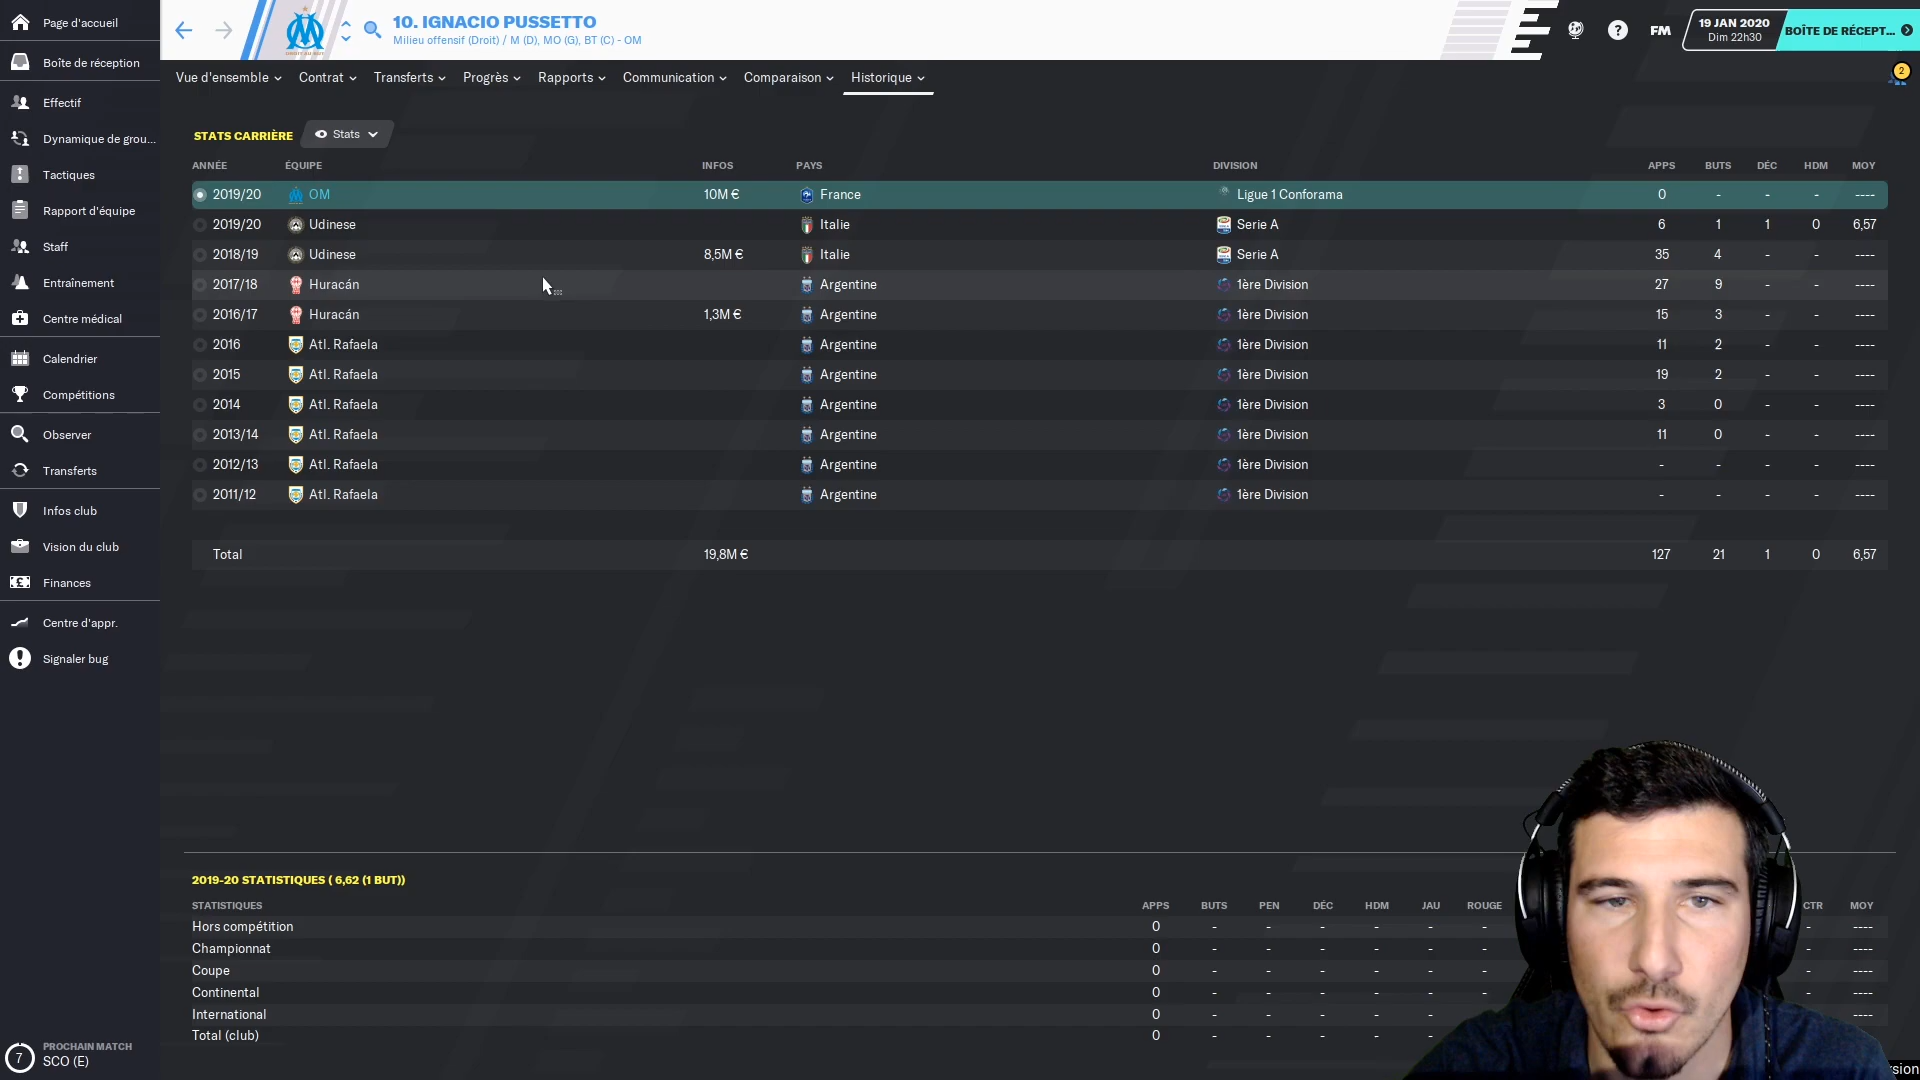 Page d'accueil
Boîte de réception
Effectif
Dynamique de grou...
Tactiques
Rapport d'équipe
Staff
Entraînement
Centre médical
Calendrier
Compétitions
Observer
Transferts
Infos club
Vision du club
Finances
Centre d'appr.
Signaler bug
7 PROCHAIN MATCH
SCO (E)
10. IGNACIO PUSSETTO
Milieu offensif (Droit) / M (D), MO (G), BT (C) - OM
? FM
19 JAN 2020
Dim 22h30
BOÎTE DE RÉCEPT...
2
Vue d'ensemble Contrat Transferts Progrès Rapports Communication Comparaison Historique
STATS CARRIÈRE Stats
ANNÉE ÉQUIPE INFOS PAYS DIVISION APPS BUTS DÉC HDM MOY
2019/20 OM 10M € France Ligue 1 Conforama 0 - - - ----
2019/20 Udinese Italie Serie A 6 1 1 0 6,57
2018/19 Udinese 8,5M € Italie Serie A 35 4 - - ----
2017/18 Huracán Argentine 1ère Division 27 9 - - ----
2016/17 Huracán 1,3M € Argentine 1ère Division 15 3 - - ----
2016 Atl. Rafaela Argentine 1ère Division 11 2 - - ----
2015 Atl. Rafaela Argentine 1ère Division 19 2 - - ----
2014 Atl. Rafaela Argentine 1ère Division 3 0 - - ----
2013/14 Atl. Rafaela Argentine 1ère Division 11 0 - - ----
2012/13 Atl. Rafaela Argentine 1ère Division - - - - ----
2011/12 Atl. Rafaela Argentine 1ère Division - - - - ----
Total 19,8M € 127 21 1 0 6,57
2019-20 STATISTIQUES ( 6,62 (1 BUT))
STATISTIQUES APPS BUTS PEN DÉC HDM JAU ROUGE CTR MOY
Hors compétition 0 - - - - - - - ----
Championnat 0 - - - - - - - ----
Coupe 0 - - - - - - - ----
Continental 0 - - - - - - - ----
International 0 - - - - - ----
Total (club) 0 - - - - - ----
sion